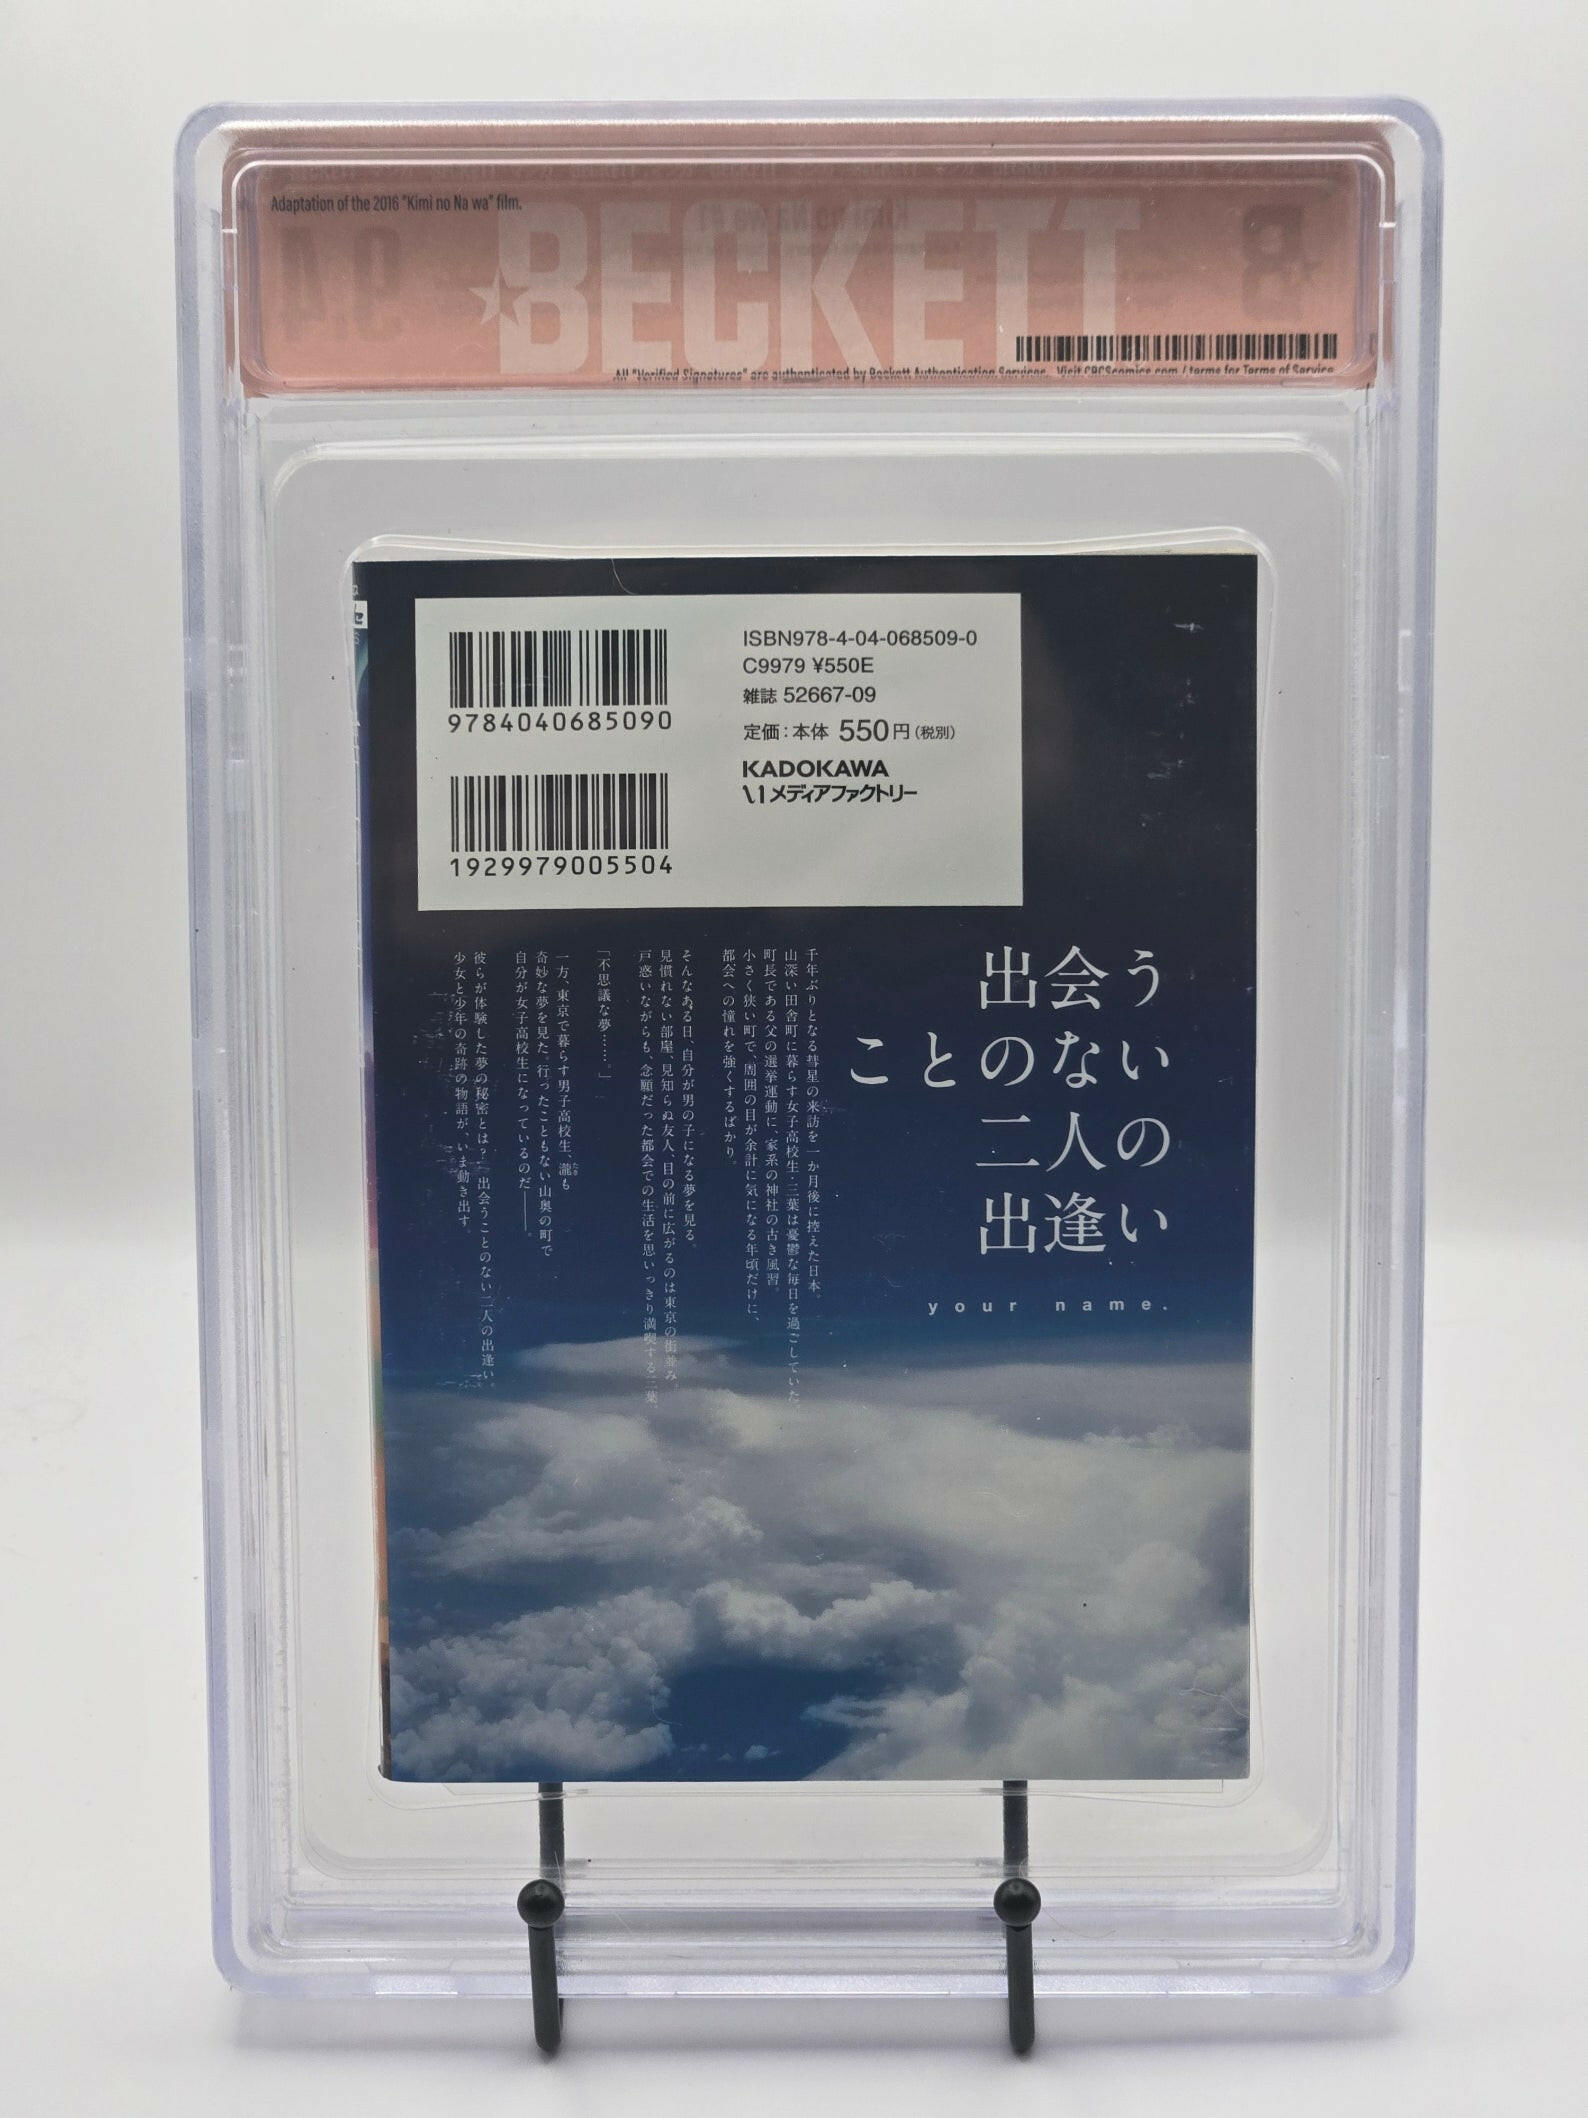 Adaptation of the 2016 "Kimi no Na wa" film.
BECKETT
All "Verified Signatures" are authenticated by Beckett Authentication Services. Visit CBCScomics.com / terms for Terms of Service
ISBN978-4-04-068509-0
C9979 ¥550E
雑誌 52667-09
定価：本体 550円（税別）
KADOKAWA
メディアファクトリー
9784040685090
1929979005504
出会う
ことのない
二人の
出逢い
your name.
千年ぶりとなる彗星の来訪を一か月後に控えた日本。
山深い田舎町に暮らす女子高校生・三葉は憂鬱な毎日を過ごしていた。
町長である父の選挙運動に、家系の神社の古き風習。
小さく狭い町で、周囲の目が余計に気になる年頃だけに、
都会への憧れを強くするばかり。
そんなある日、自分が男の子になる夢を見る。
見慣れない部屋、見知らぬ友人、目の前に広がるのは東京の街並み。
戸惑いながらも、念願だった都会での生活を思いっきり満喫する三葉。
「不思議な夢……。」
一方、東京で暮らす男子高校生、瀧も
奇妙な夢を見た。行ったこともない山奥の町で
自分が女子高校生になっているのだ――。
彼らが体験した夢の秘密とは？ 出会うことのない二人の出逢い。
少女と少年の奇跡の物語が、いま動き出す。